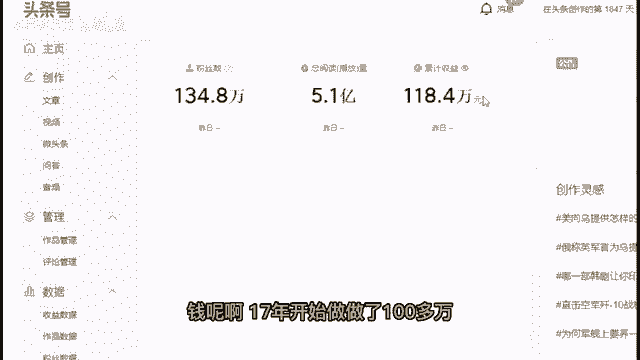 头条号
消息
在头条创作的第 1847 天
主页
创作
文章
视频
微头条
问答
音频
管理
作品管理
评论管理
数据
收益数据
作品数据
粉丝数据
粉丝数
134.8万
昨日 -
总阅读(播放)量
5.1亿
昨日 -
累计收益
118.4万元
昨日 -
公告
创作灵感
#美向乌提供怎样的
#俄称英军客为乌提
#哪一部韩剧让你印
#直击空军歼-10战机
#为何军舰上要养一
钱呢啊 17年开始做做了100多万